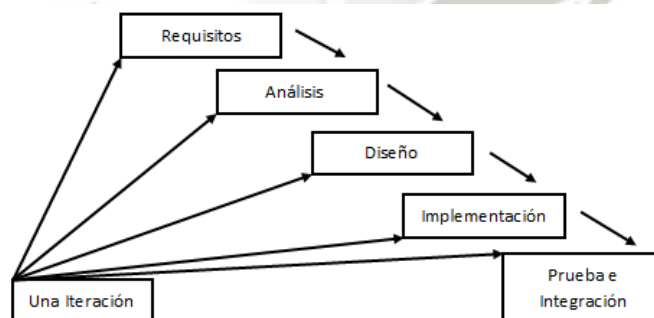 Requisitos
Análisis
Diseño
Implementación
Una Iteración
Prueba e
Integración